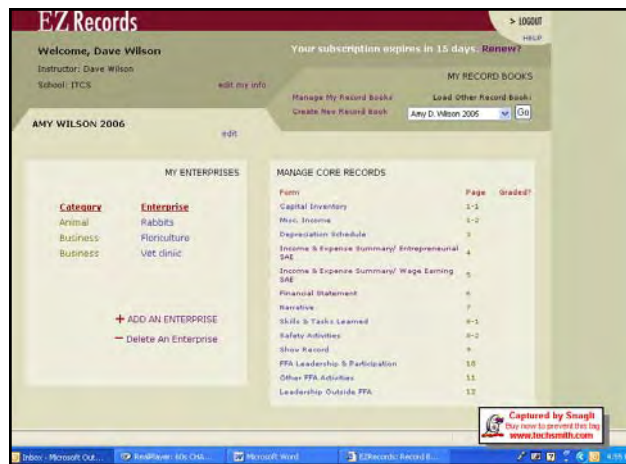 EZ Records
> LOGOUT
HELP
Welcome, Dave Wilson
Your subscription expires in 15 days. Renew?
Instructor: Dave Wilson
School: ITCS
edit my info
MY RECORD BOOKS
Manage My Record Books
Load Other Record Book:
Create New Record Book
Amy D. Wilson 2005
Go
AMY WILSON 2006
edit
MY ENTERPRISES
Category Enterprise
Animal Rabbits
Business Floriculture
Business Vet clinic
+ ADD AN ENTERPRISE
− Delete An Enterprise
MANAGE CORE RECORDS
Form Page Graded?
Capital Inventory 1-1
Misc. Income 1-2
Depreciation Schedule 3
Income & Expense Summary/ Entrepreneurial SAE 4
Income & Expense Summary/ Wage Earning SAE 5
Financial Statement 6
Narrative 7
Skills & Tasks Learned 8-1
Safety Activities 8-2
Show Record 9
FFA Leadership & Participation 10
Other FFA Activities 11
Leadership Outside FFA 12
Captured by SnagIt
Buy now to prevent this tag
www.techsmith.com
Inbox - Microsoft Out...
RealPlayer: 60s CHA...
Microsoft Word
EZRecords: Record B...
4:55